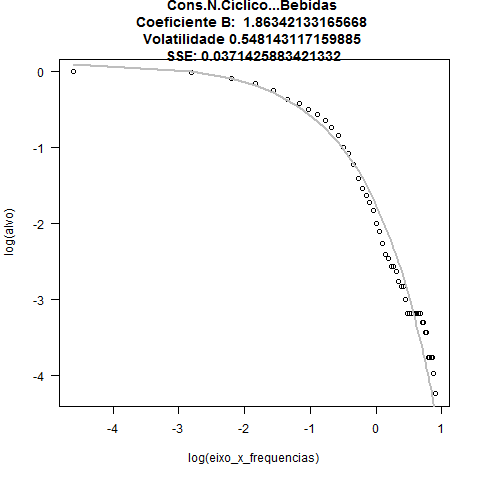 Cons.N.Ciclico...Bebidas
Coeficiente B:  1.86342133165668
Volatilidade 0.548143117159885
SSE: 0.0371425883421332
0
-1
-2
-3
-4
log(alvo)
-4 -3 -2 -1 0 1
log(eixo_x_frequencias)